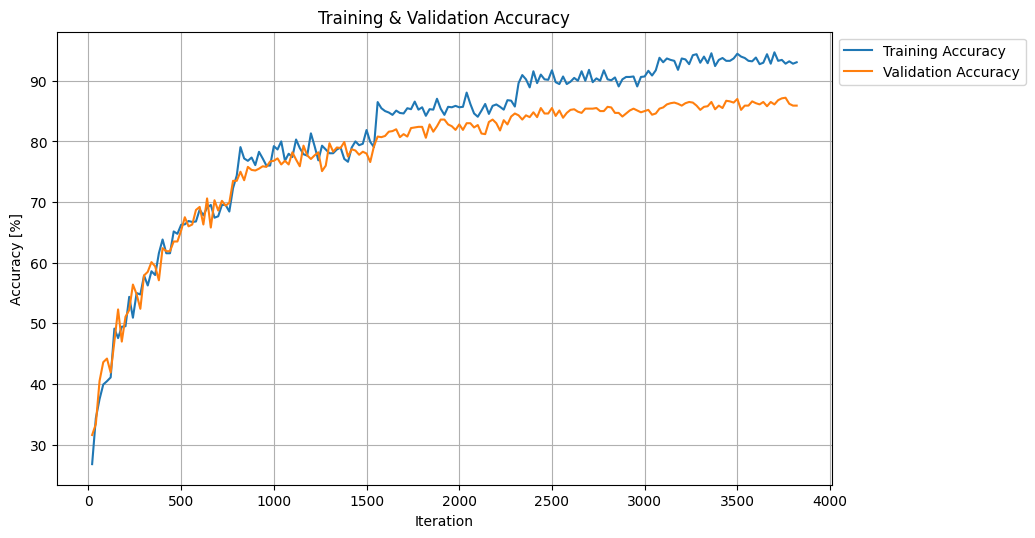 Training & Validation Accuracy
Training Accuracy
Validation Accuracy
Accuracy [%]
90
80
70
60
50
40
30
0 500 1000 1500 2000 2500 3000 3500 4000
Iteration